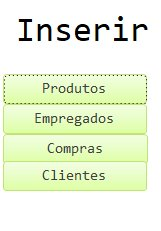 Inserir
Produtos
Empregados
Compras
Clientes